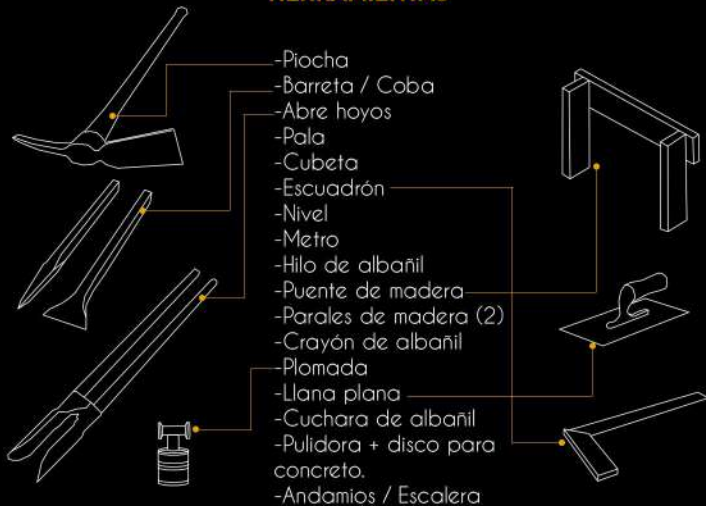 -Piocha
-Barreta / Coba
-Abre hoyos
-Pala
-Cubeta
-Escuadrón
-Nivel
-Metro
-Hilo de albañil
-Puente de madera
-Parales de madera (2)
-Crayón de albañil
-Plomada
-Llana plana
-Cuchara de albañil
-Pulidora + disco para
concreto.
-Andamios / Escalera